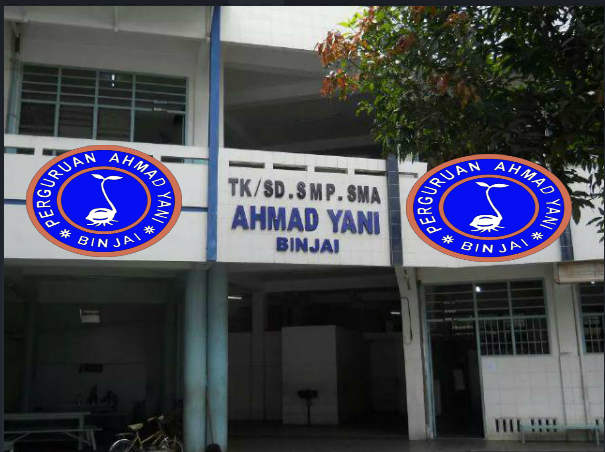 PERGURUAN AHMAD YANI
* BINJAI *
TK/SD.SMP.SMA
AHMAD YANI
BINJAI
PERGURUAN AHMAD YANI
* BINJAI *